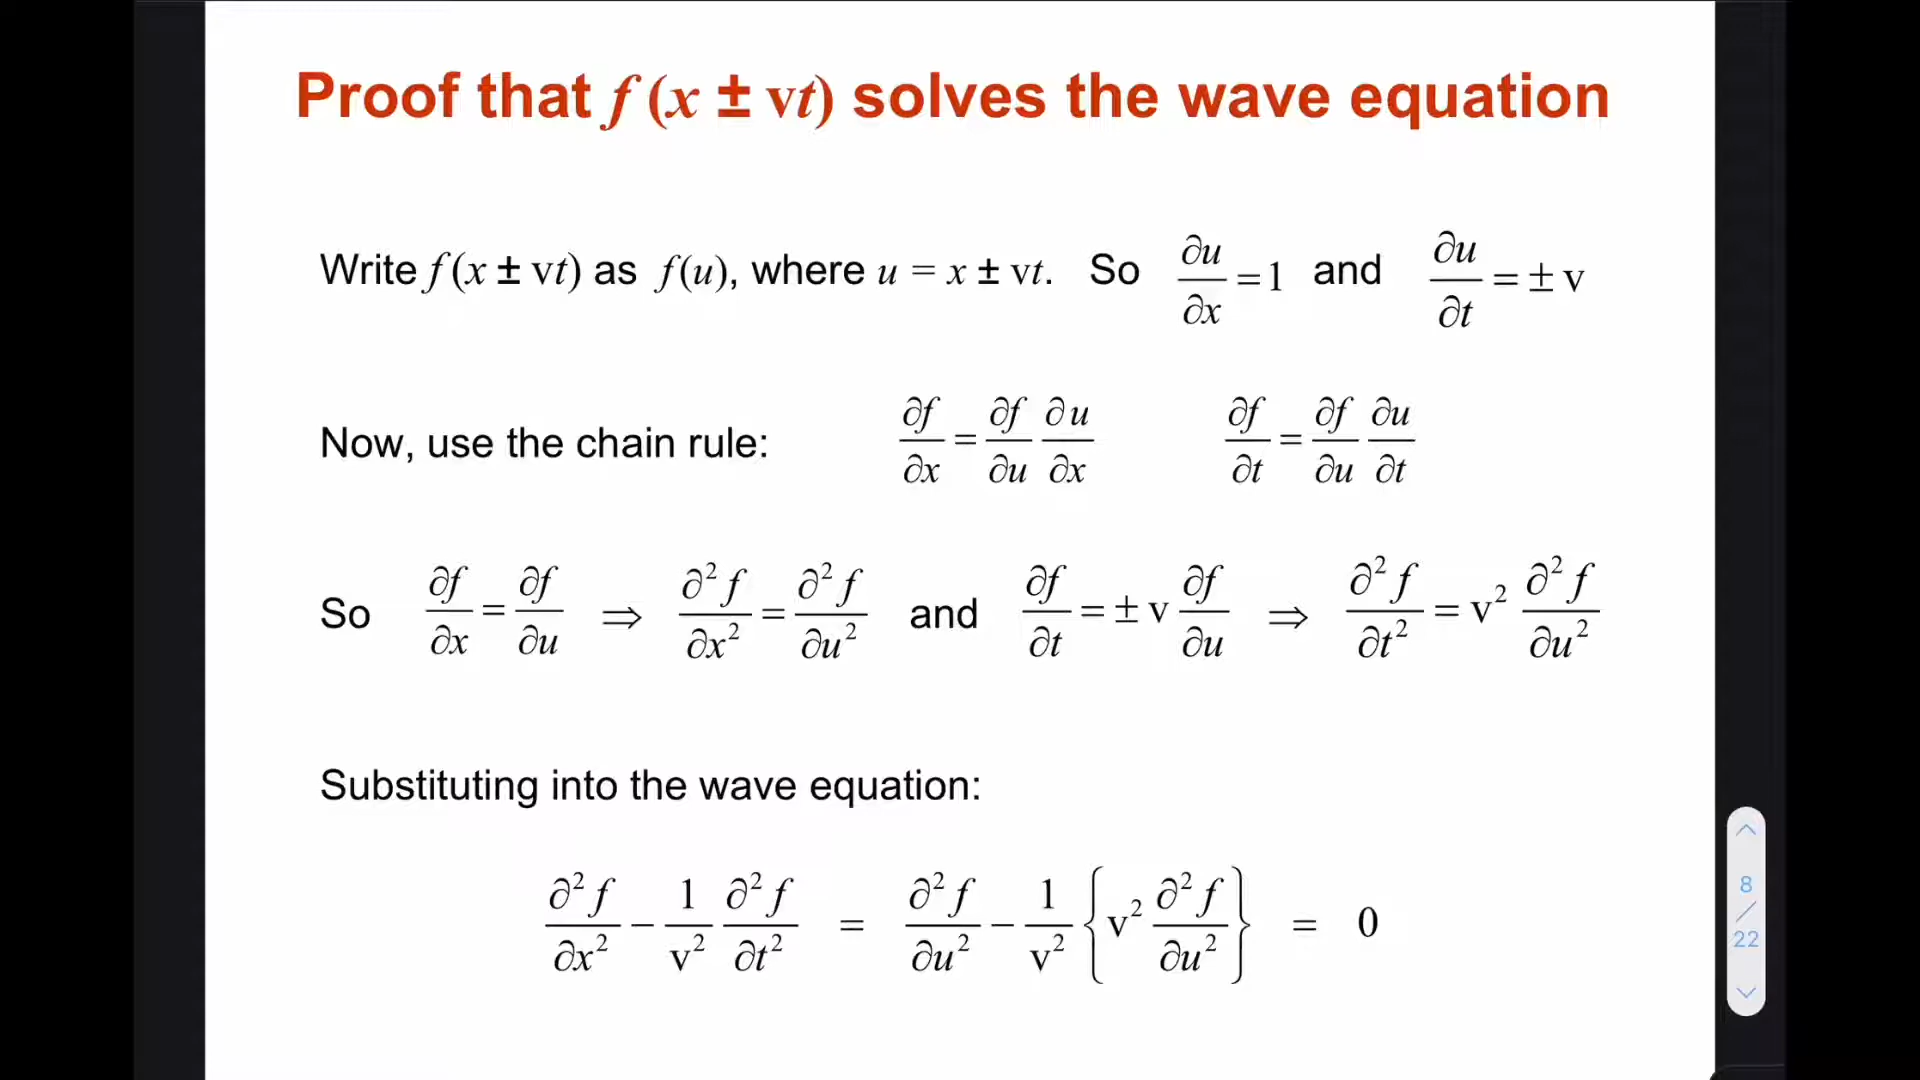 Proof that f (x ± vt) solves the wave equation
Write f (x ± vt) as f(u), where u = x ± vt. So ∂u/∂x = 1 and ∂u/∂t = ± v
Now, use the chain rule: ∂f/∂x = ∂f/∂u ∂u/∂x ∂f/∂t = ∂f/∂u ∂u/∂t
So ∂f/∂x = ∂f/∂u ⇒ ∂²f/∂x² = ∂²f/∂u² and ∂f/∂t = ± v ∂f/∂u ⇒ ∂²f/∂t² = v² ∂²f/∂u²
Substituting into the wave equation:
∂²f/∂x² − 1/v² ∂²f/∂t² = ∂²f/∂u² − 1/v² {v² ∂²f/∂u²} = 0
8
/
22